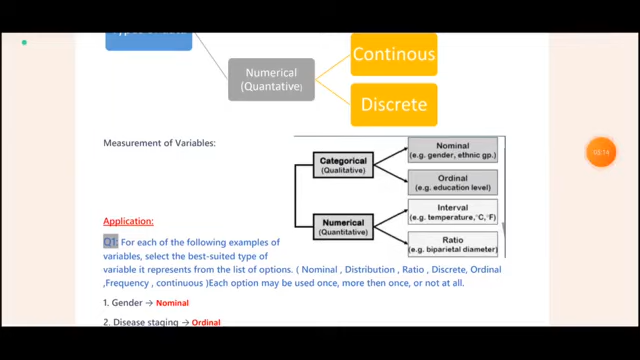 Continous
Numerical
(Quantative)
Discrete
Measurement of Variables:
Nominal
(e.g. gender, ethnic gp.)
Categorical
(Qualitative)
Ordinal
(e.g. education level)
Interval
(e.g. temperature, °C, °F)
Numerical
(Quantitative)
Ratio
(e.g. biparietal diameter)
Application:
Q1: For each of the following examples of
variables, select the best-suited type of
variable it represents from the list of options. ( Nominal , Distribution , Ratio , Discrete, Ordinal
,Frequency , continuous )Each option may be used once, more then once, or not at all.
1. Gender → Nominal
2. Disease staging → Ordinal